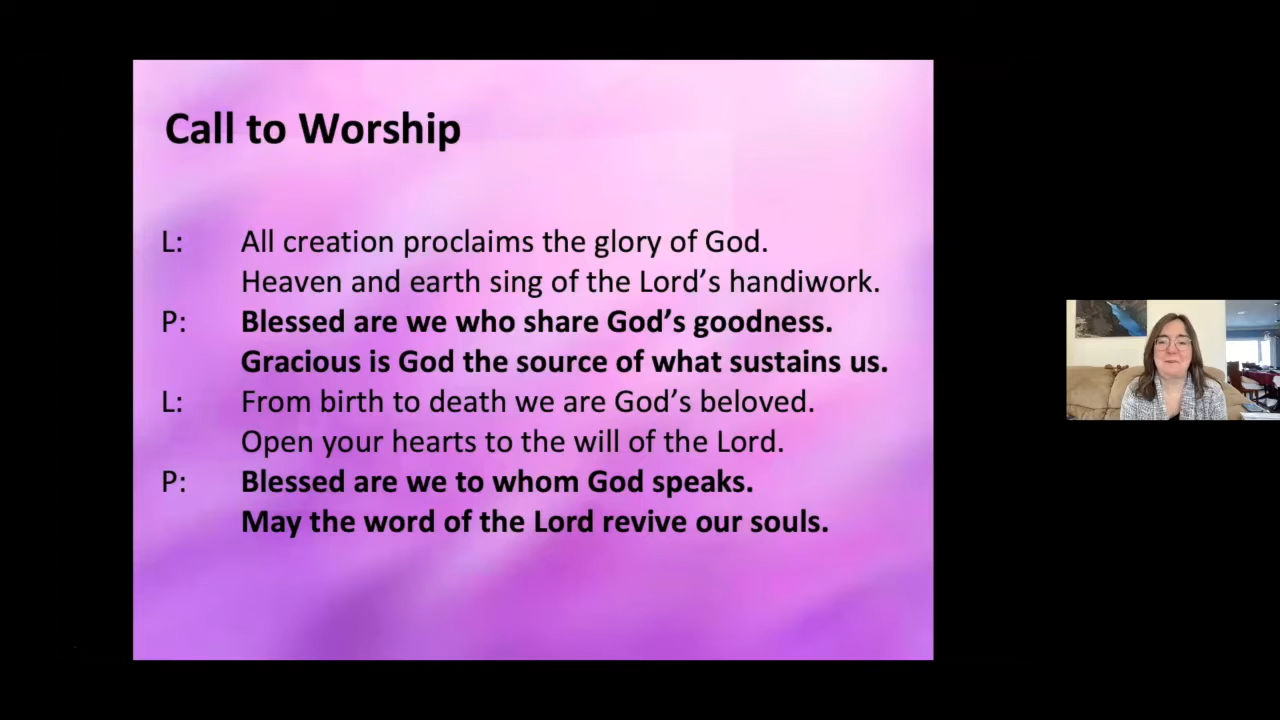 Call to Worship
L: All creation proclaims the glory of God.
Heaven and earth sing of the Lord’s handiwork.
P: Blessed are we who share God’s goodness.
Gracious is God the source of what sustains us.
L: From birth to death we are God’s beloved.
Open your hearts to the will of the Lord.
P: Blessed are we to whom God speaks.
May the word of the Lord revive our souls.